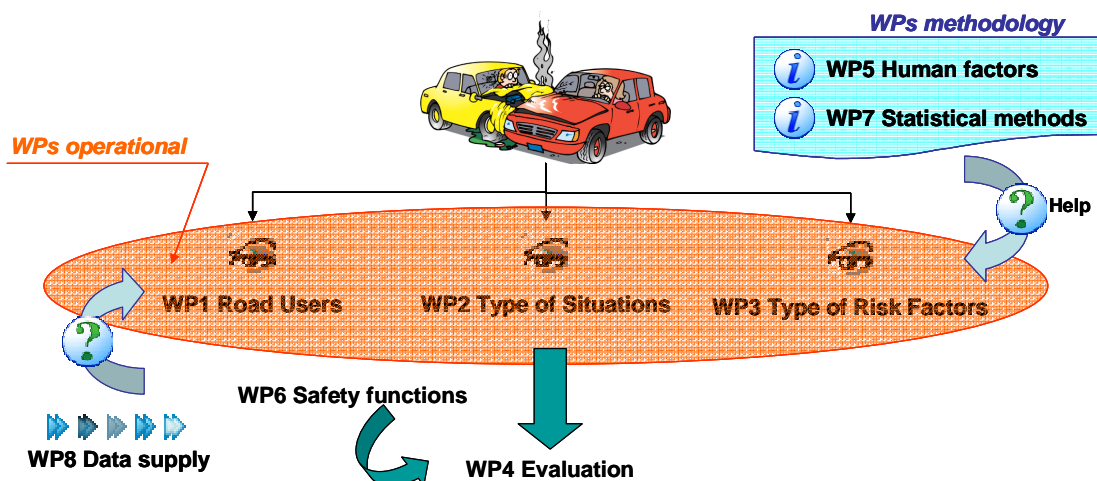 WPs methodology
i WP5 Human factors
i WP7 Statistical methods
WPs operational
? Help
WP1 Road Users
WP2 Type of Situations
WP3 Type of Risk Factors
?
WP6 Safety functions
WP8 Data supply
WP4 Evaluation